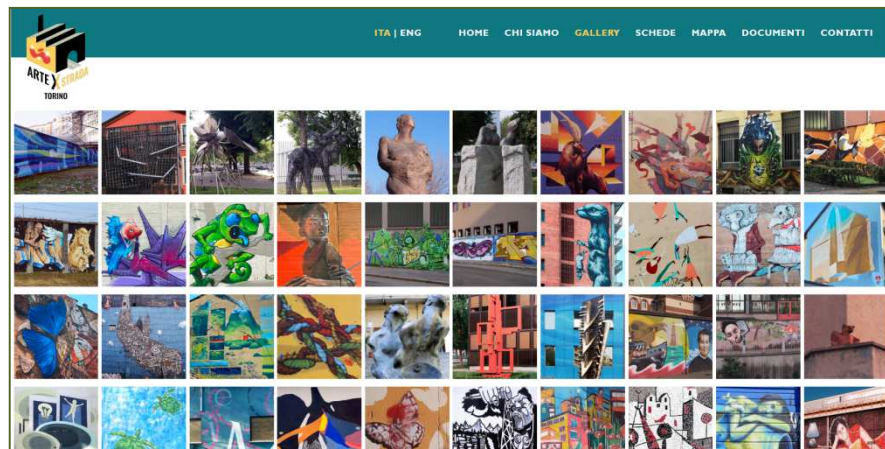 ITA | ENG HOME CHI SIAMO GALLERY SCHEDE MAPPA DOCUMENTI CONTATTI
ARTE X STRADA
TORINO